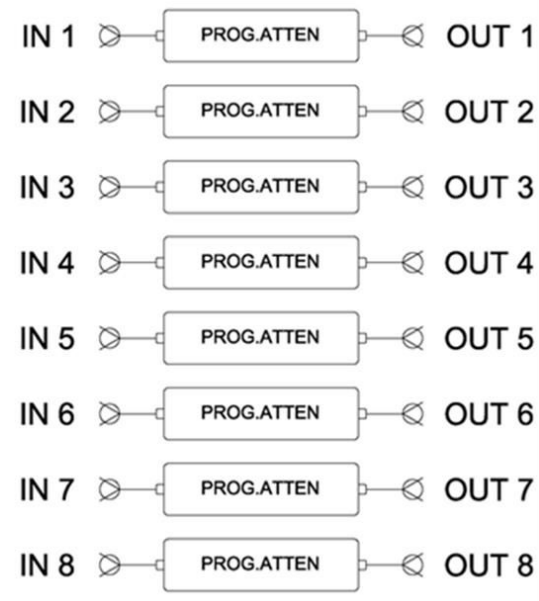 IN 1 PROG.ATTEN OUT 1
IN 2 PROG.ATTEN OUT 2
IN 3 PROG.ATTEN OUT 3
IN 4 PROG.ATTEN OUT 4
IN 5 PROG.ATTEN OUT 5
IN 6 PROG.ATTEN OUT 6
IN 7 PROG.ATTEN OUT 7
IN 8 PROG.ATTEN OUT 8